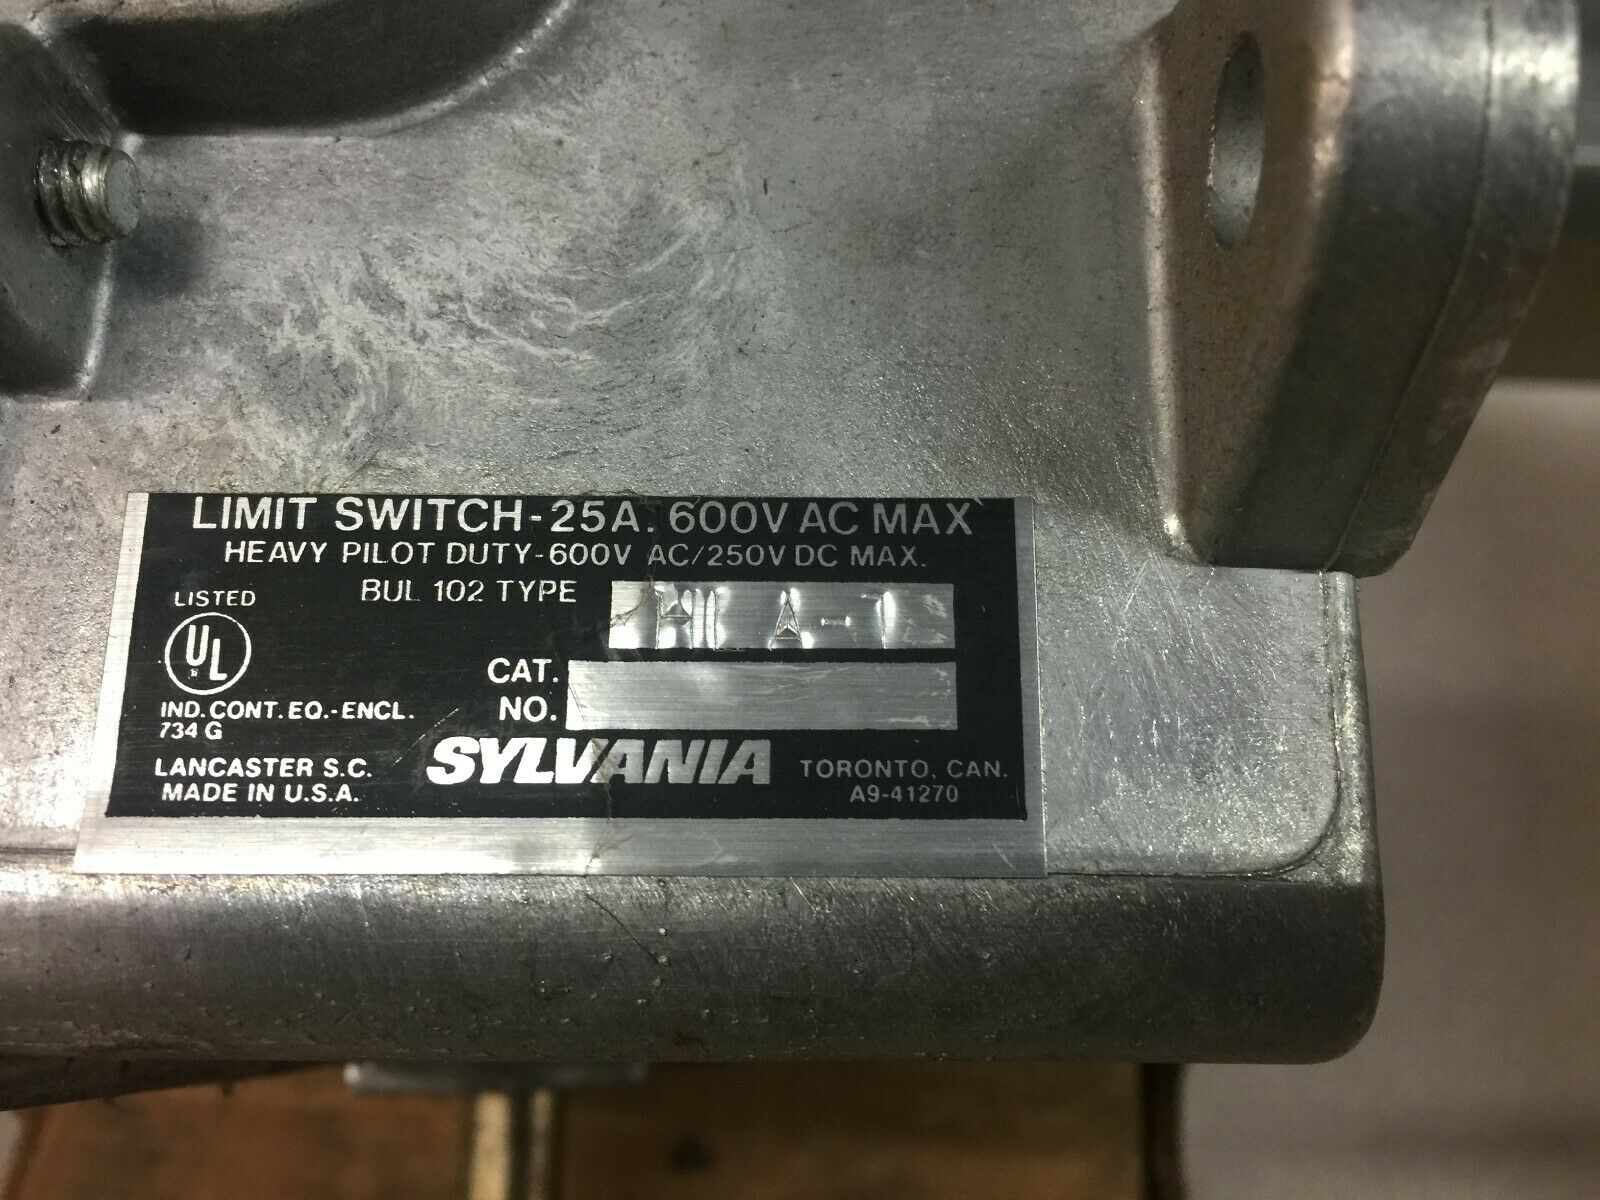 LIMIT SWITCH-25A. 600V AC MAX
HEAVY PILOT DUTY-600V AC/250V DC MAX.
BUL 102 TYPE A-1
LISTED
UL
R
CAT.
NO.
IND. CONT. EQ.-ENCL.
734 G
LANCASTER S.C.
MADE IN U.S.A.
SYLVANIA
TORONTO, CAN.
A9-41270